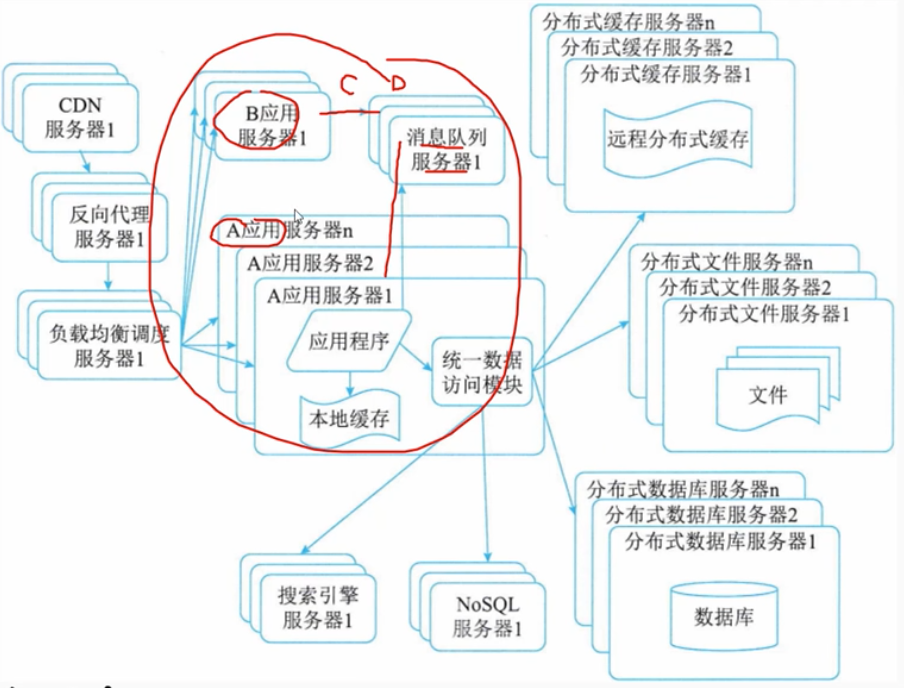 分布式缓存服务器n
分布式缓存服务器2
分布式缓存服务器1
远程分布式缓存
CDN
服务器1
B应用
服务器1
C D
消息队列
服务器1
反向代理
服务器1
A应用服务器n
A应用服务器2
A应用服务器1
应用程序
本地缓存
统一数据
访问模块
负载均衡调度
服务器1
分布式文件服务器n
分布式文件服务器2
分布式文件服务器1
文件
分布式数据库服务器n
分布式数据库服务器2
分布式数据库服务器1
数据库
搜索引擎
服务器1
NoSQL
服务器1